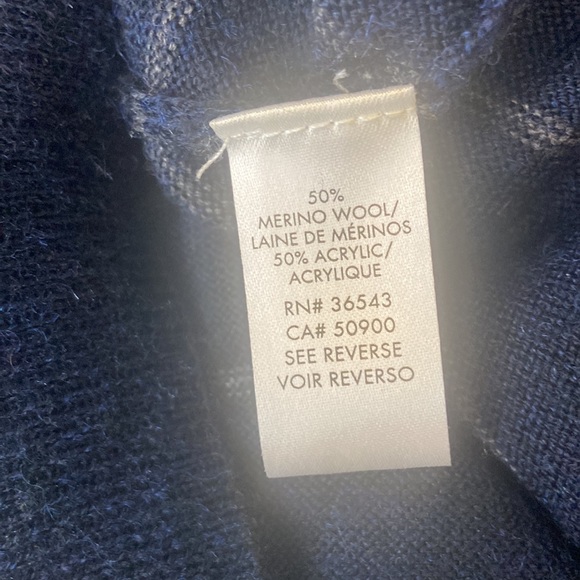 50%
MERINO WOOL/
LAINE DE MÉRINOS
50% ACRYLIC/
ACRYLIQUE
RN# 36543
CA# 50900
SEE REVERSE
VOIR REVERSO